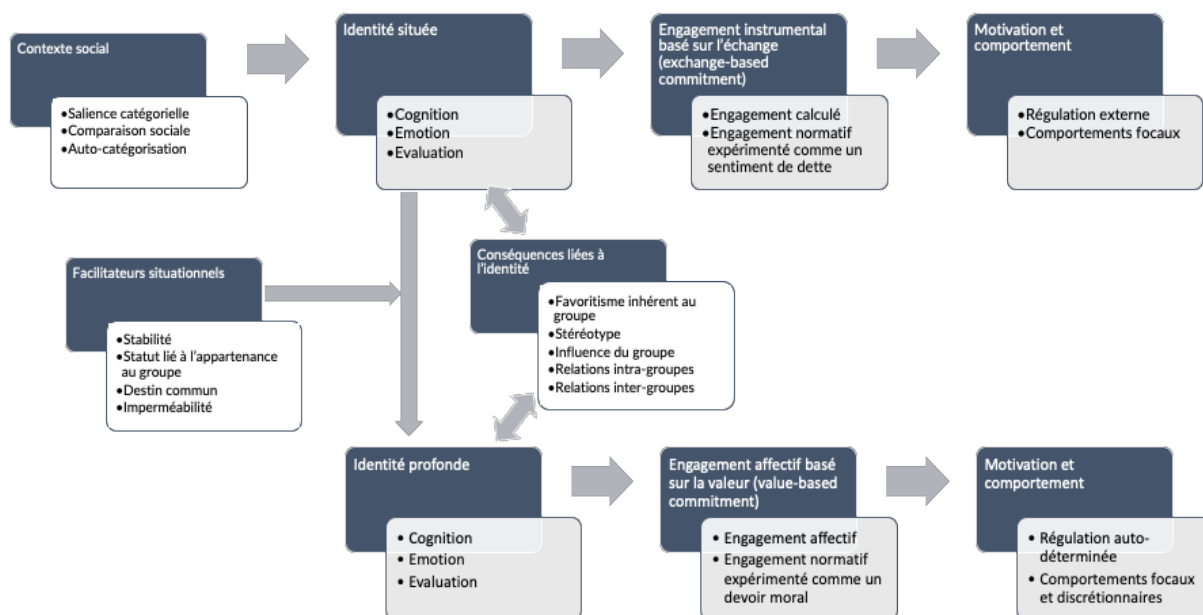 Contexte social
•Salience catégorielle
•Comparaison sociale
•Auto-catégorisation
Identité située
•Cognition
•Emotion
•Evaluation
Engagement instrumental
basé sur l'échange
(exchange-based
commitment)
•Engagement calculé
•Engagement normatif
expérimenté comme un
sentiment de dette
Motivation et
comportement
•Régulation externe
•Comportements focaux
Facilitateurs situationnels
•Stabilité
•Statut lié à l'appartenance
au groupe
•Destin commun
•Imperméabilité
Conséquences liées à
l'identité
•Favoritisme inhérent au
groupe
•Stéréotype
•Influence du groupe
•Relations intra-groupes
•Relations inter-groupes
Identité profonde
• Cognition
• Emotion
• Evaluation
Engagement affectif basé
sur la valeur (value-based
commitment)
• Engagement affectif
• Engagement normatif
expérimenté comme un
devoir moral
Motivation et
comportement
• Régulation auto-
déterminée
• Comportements focaux
et discrétionnaires